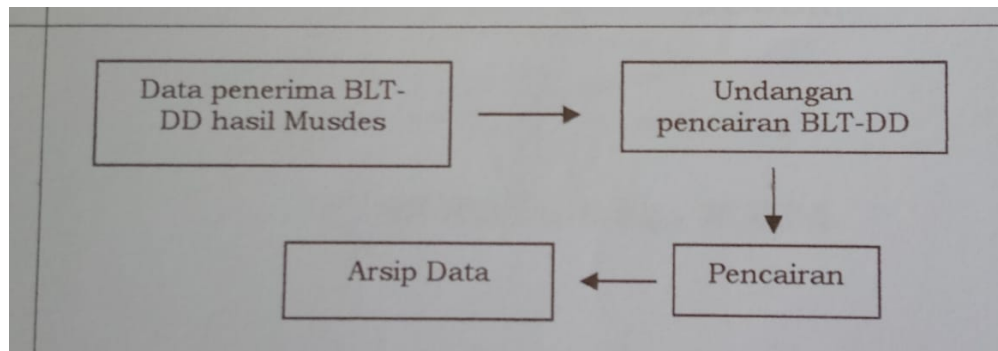 Data penerima BLT-
DD hasil Musdes
Undangan
pencairan BLT-DD
Pencairan
Arsip Data